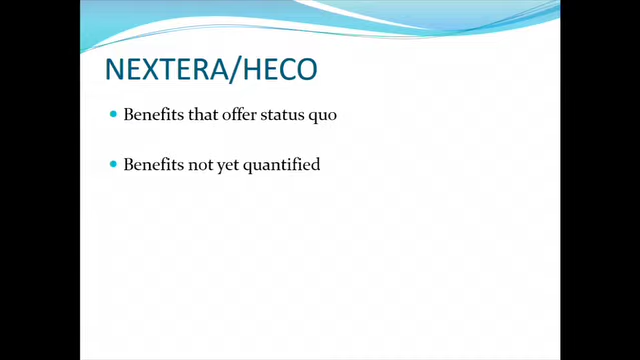 NEXTERA/HECO
Benefits that offer status quo
Benefits not yet quantified